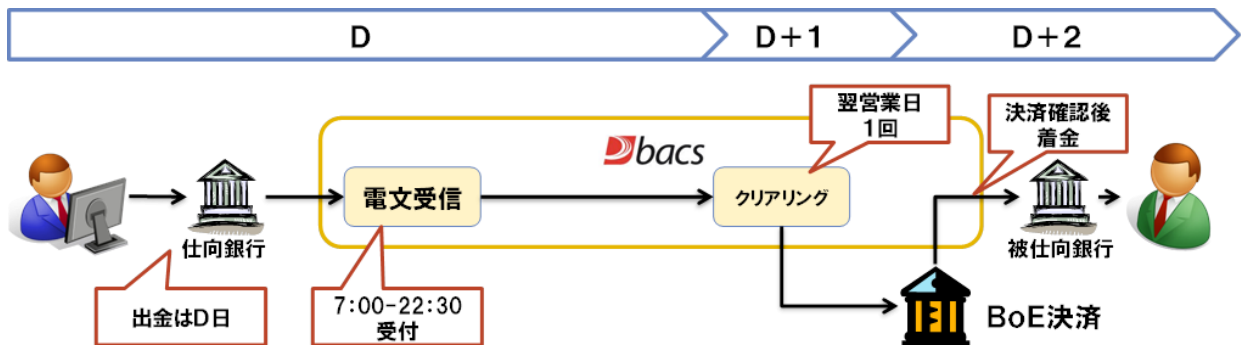 D
D+1
D+2
翌営業日
1回
決済確認後
着金
bacs
電文受信
クリアリング
仕向銀行
被仕向銀行
出金はD日
7:00-22:30
受付
BoE決済